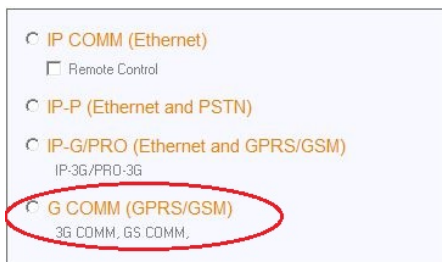 IP COMM (Ethernet)
Remote Control
IP-P (Ethernet and PSTN)
IP-G/PRO (Ethernet and GPRS/GSM)
IP-3G/PRO-3G
G COMM (GPRS/GSM)
3G COMM, GS COMM,